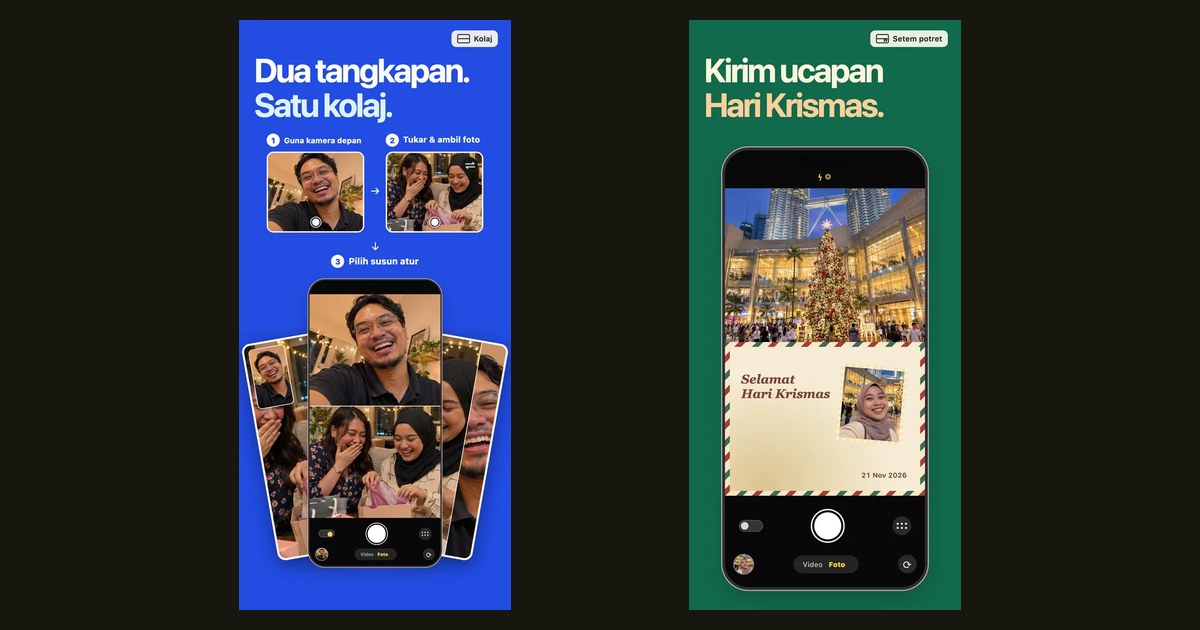 Kolaj
Dua tangkapan.
Satu kolaj.
1 Guna kamera depan
2 Tukar & ambil foto
3 Pilih susun atur
Video Foto
Setem potret
Kirim ucapan
Hari Krismas.
Selamat
Hari Krismas
21 Nov 2026
Video Foto